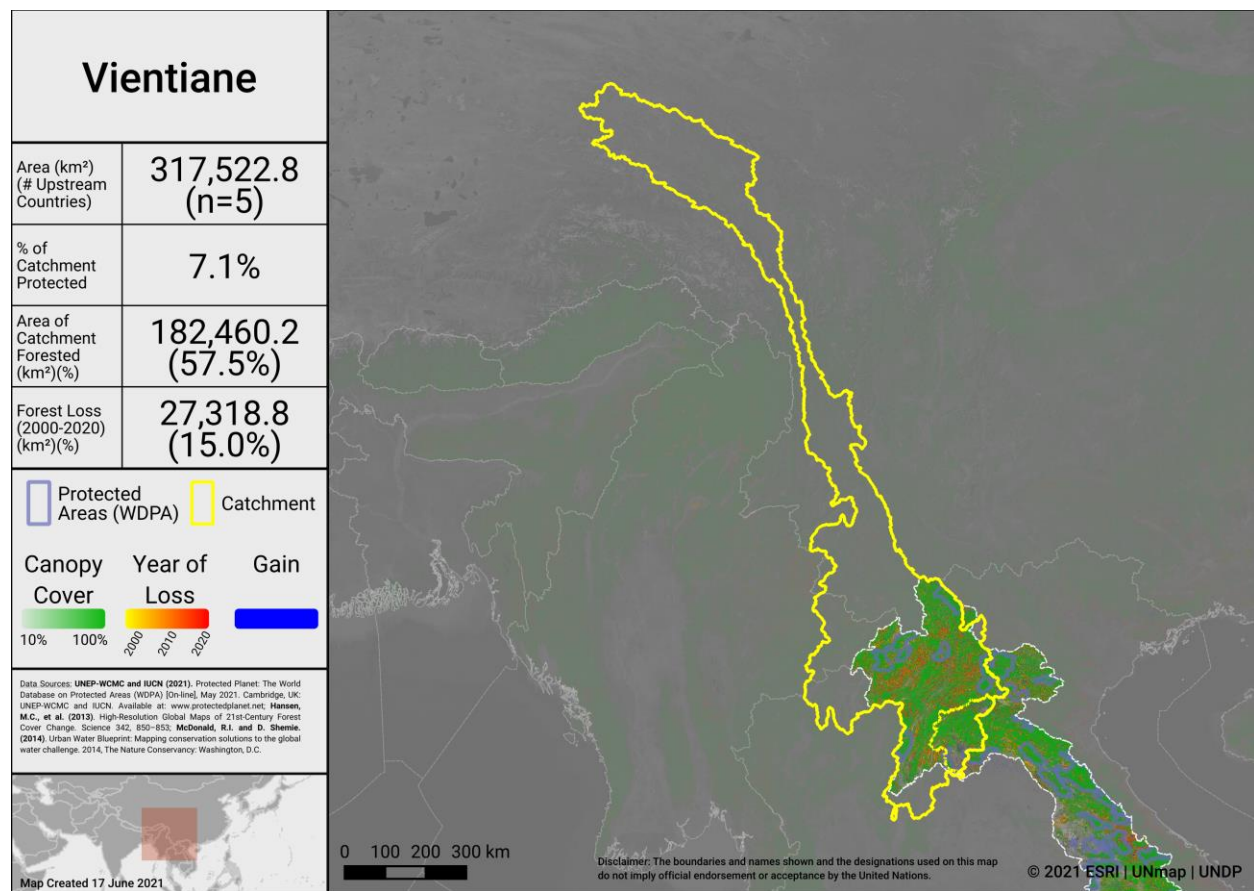 Vientiane
Area (km²)
(# Upstream
Countries)
317,522.8
(n=5)
% of
Catchment
Protected
7.1%
Area of
Catchment
Forested
(km²)(%)
182,460.2
(57.5%)
Forest Loss
(2000-2020)
(km²)(%)
27,318.8
(15.0%)
Protected
Areas (WDPA)
Catchment
Canopy
Cover
10% 100%
Year of
Loss
2000 2010 2020
Gain
Data Sources: UNEP-WCMC and IUCN (2021). Protected Planet: The World
Database on Protected Areas (WDPA) [On-line], May 2021. Cambridge, UK:
UNEP-WCMC and IUCN. Available at: www.protectedplanet.net; Hansen,
M.C., et al. (2013). High-Resolution Global Maps of 21st-Century Forest
Cover Change. Science 342, 850–853; McDonald, R.I. and D. Shemie.
(2014). Urban Water Blueprint: Mapping conservation solutions to the global
water challenge. 2014, The Nature Conservancy: Washington, D.C.
Map Created 17 June 2021
0 100 200 300 km
Disclaimer: The boundaries and names shown and the designations used on this map
do not imply official endorsement or acceptance by the United Nations.
© 2021 ESRI | UNmap | UNDP